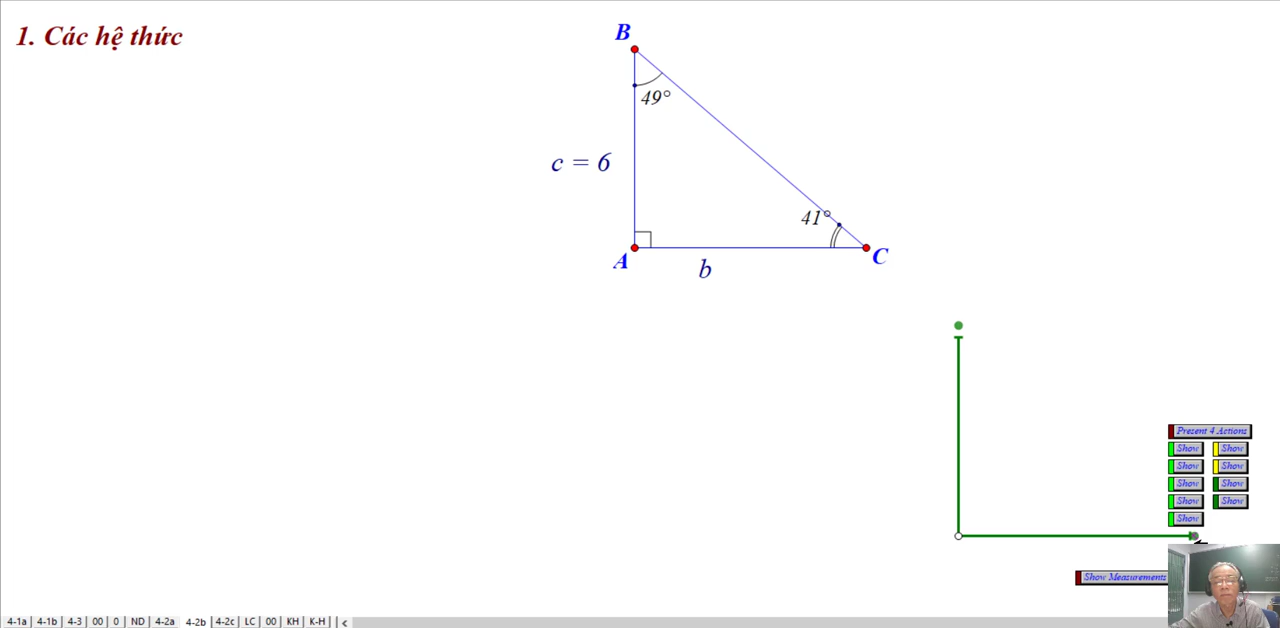 1. Các hệ thức
B
49°
c = 6
41°
A
b
C
Present 4 Actions
Show
Show
Show
Show
Show
Show
Show
Show
Show
Show Measurements
4-1a | 4-1b | 4-3 | 00 | 0 | ND | 4-2a | 4-2b | 4-2c | LC | 00 | KH | K-H | | <